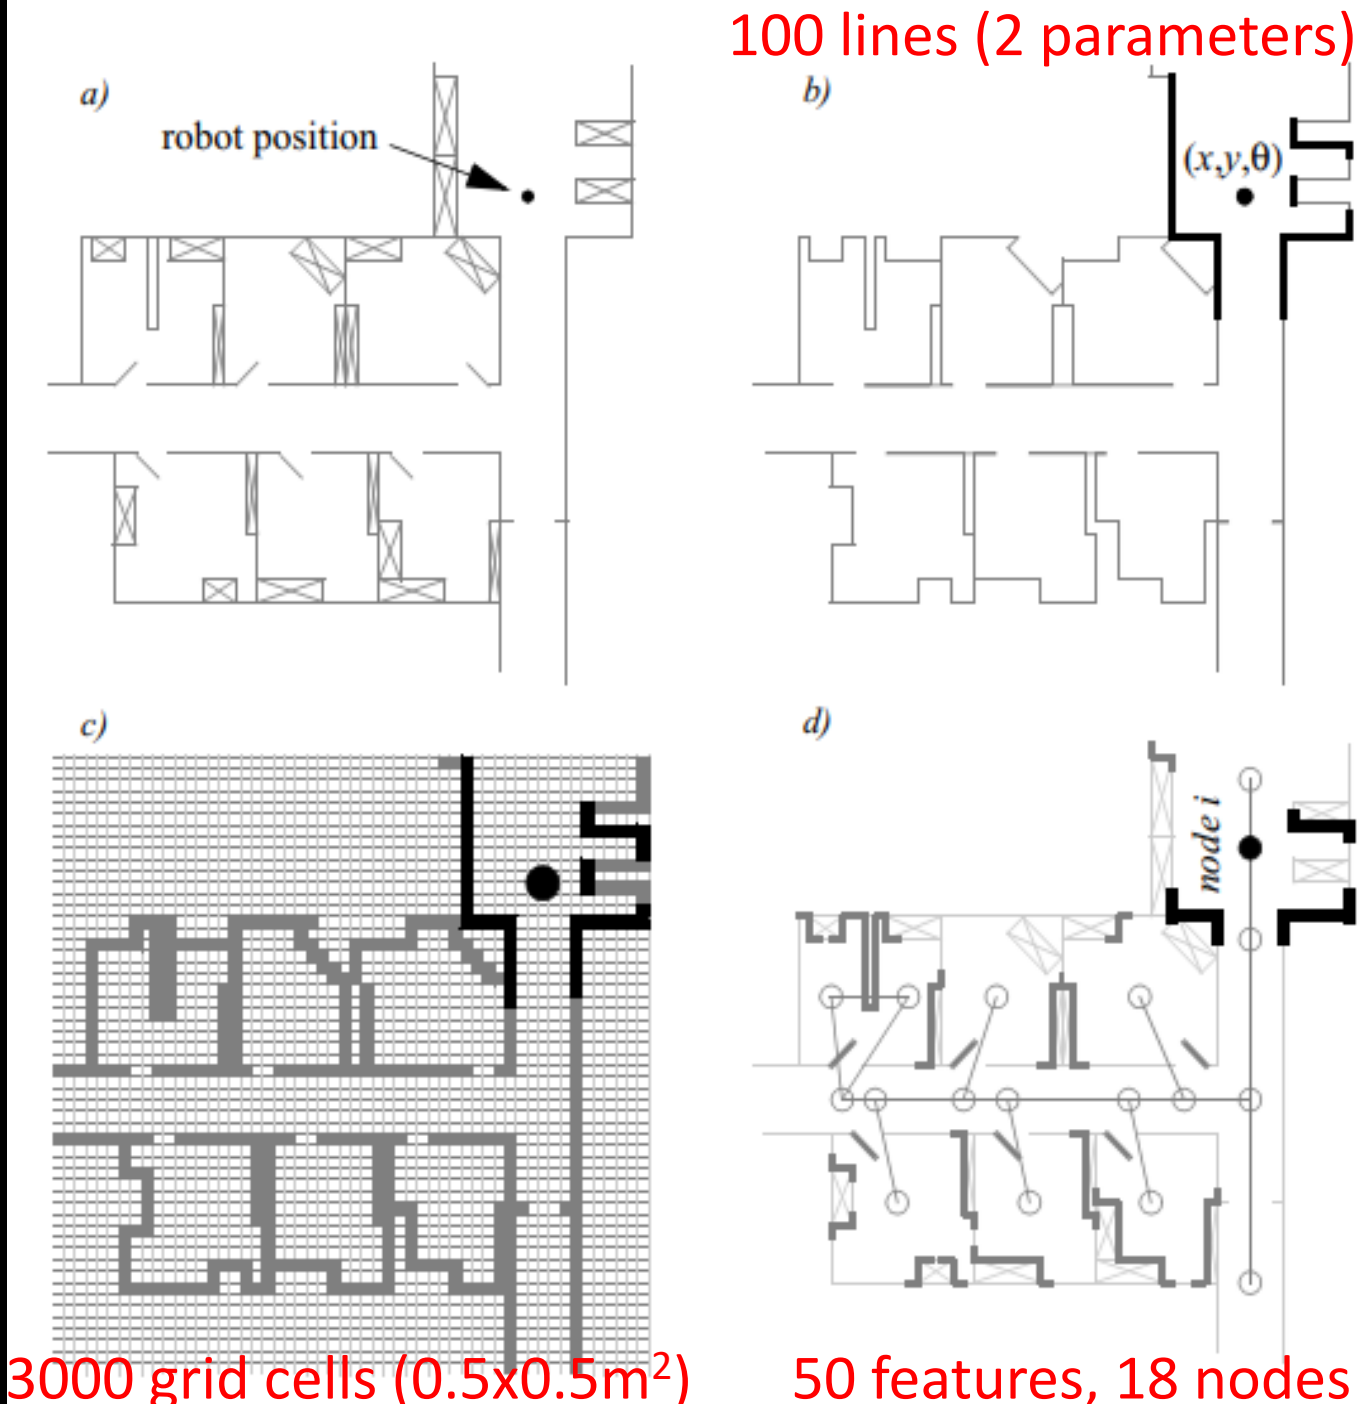 100 lines (2 parameters)
a)
robot position
b)
(x,y,θ)
c)
d)
node i
3000 grid cells (0.5x0.5m²)
50 features, 18 nodes